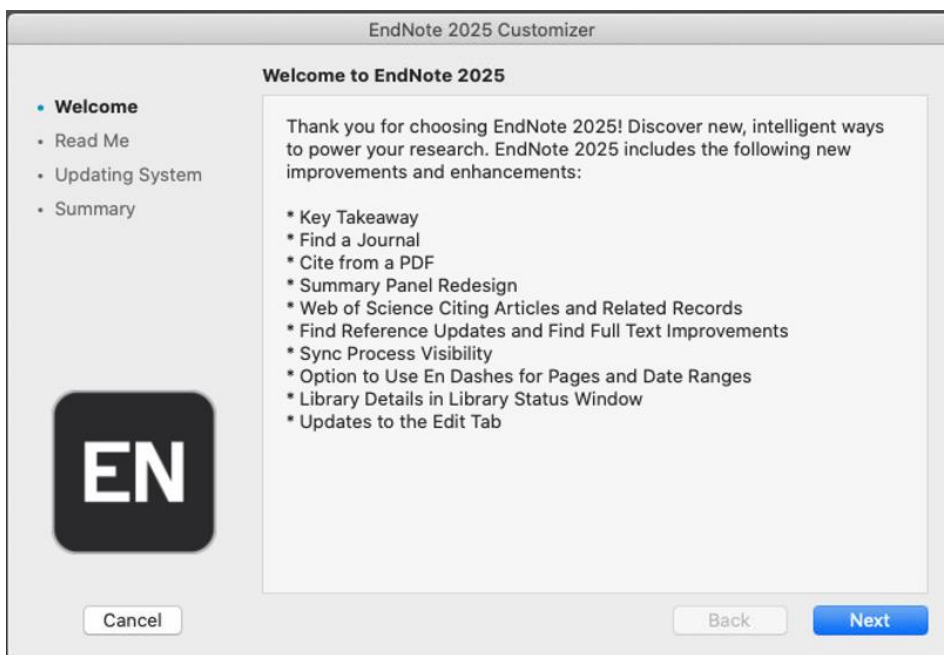 EndNote 2025 Customizer
Welcome to EndNote 2025
• Welcome
• Read Me
• Updating System
• Summary
Thank you for choosing EndNote 2025! Discover new, intelligent ways
to power your research. EndNote 2025 includes the following new
improvements and enhancements:
* Key Takeaway
* Find a Journal
* Cite from a PDF
* Summary Panel Redesign
* Web of Science Citing Articles and Related Records
* Find Reference Updates and Find Full Text Improvements
* Sync Process Visibility
* Option to Use En Dashes for Pages and Date Ranges
* Library Details in Library Status Window
* Updates to the Edit Tab
EN
Cancel
Back
Next